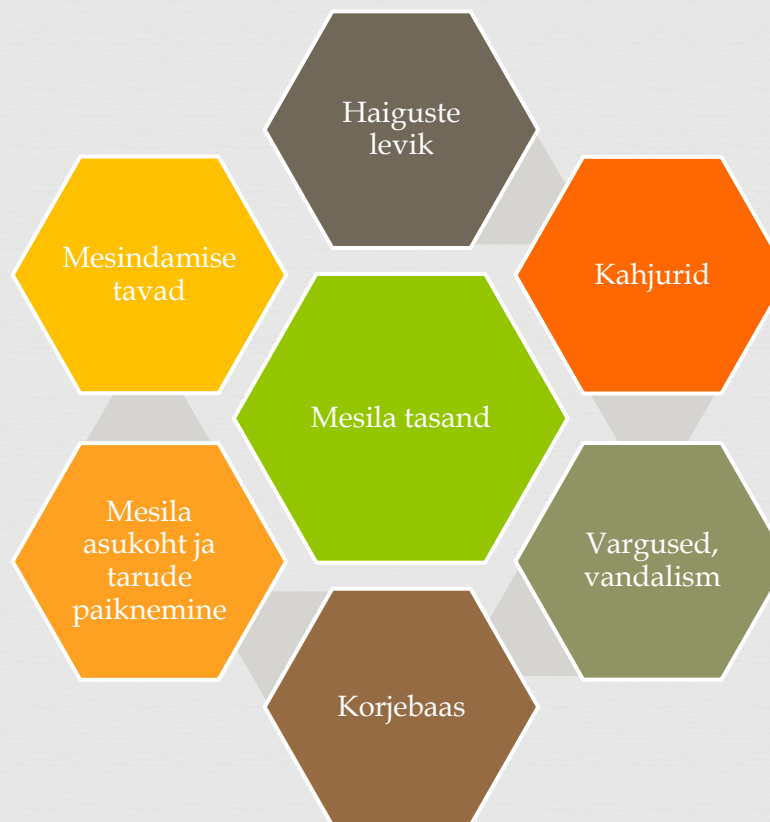 Haiguste
levik
Mesindamise
tavad
Kahjurid
Mesila tasand
Mesila
asukoht ja
tarude
paiknemine
Vargused,
vandalism
Korjebaas